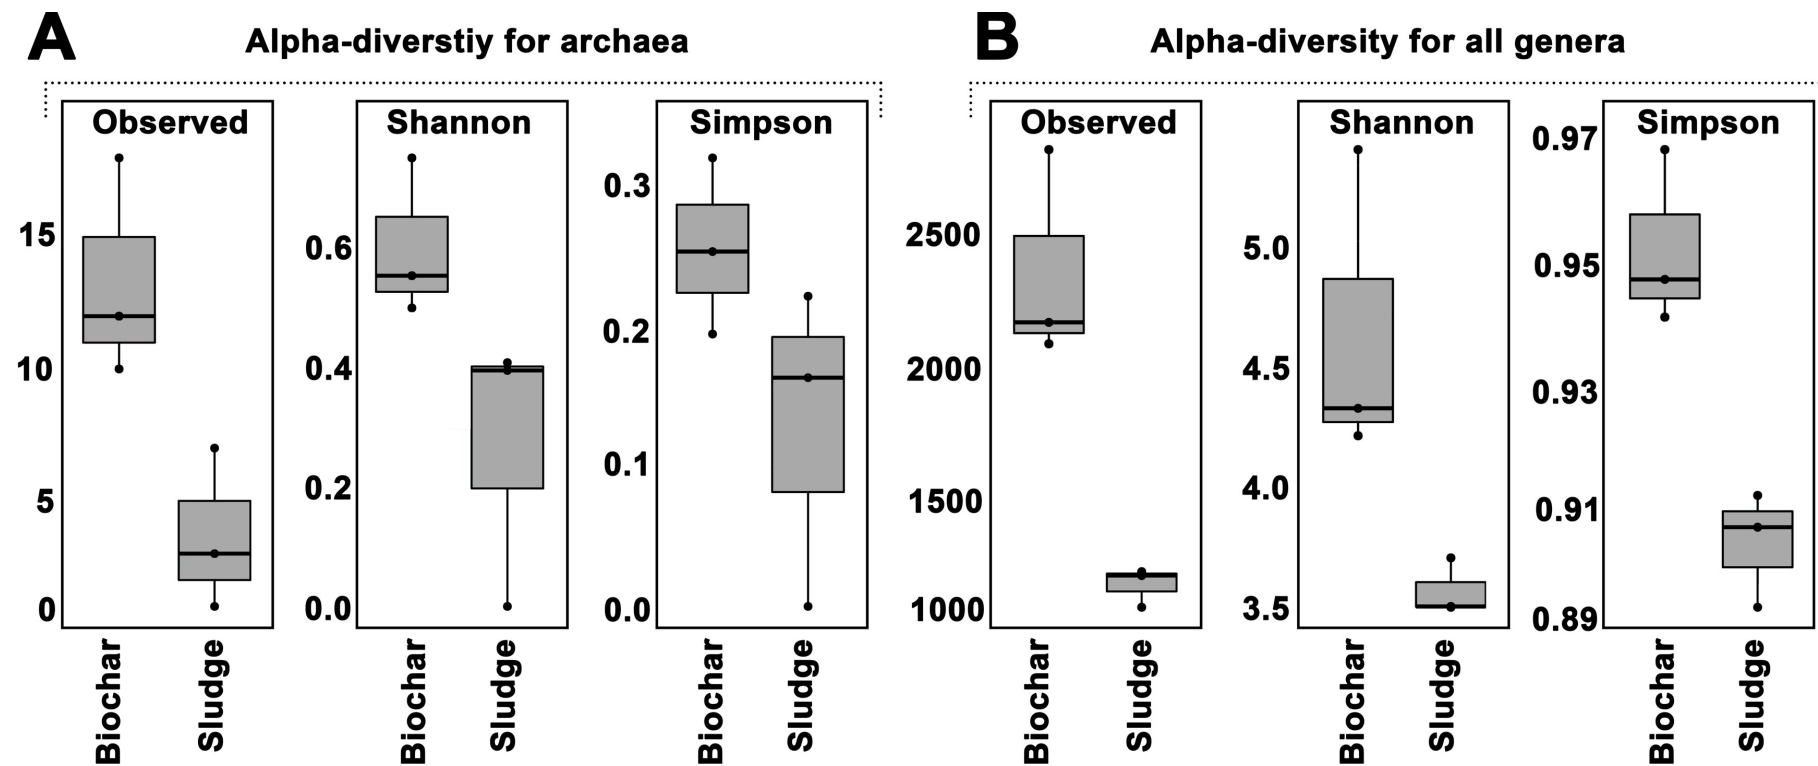 A
Alpha-diverstiy for archaea
Observed
15
10
5
0
Biochar
Sludge
Shannon
0.6
0.4
0.2
0.0
Biochar
Sludge
Simpson
0.3
0.2
0.1
0.0
Biochar
Sludge
B
Alpha-diversity for all genera
Observed
2500
2000
1500
1000
Biochar
Sludge
Shannon
5.0
4.5
4.0
3.5
Biochar
Sludge
Simpson
0.97
0.95
0.93
0.91
0.89
Biochar
Sludge